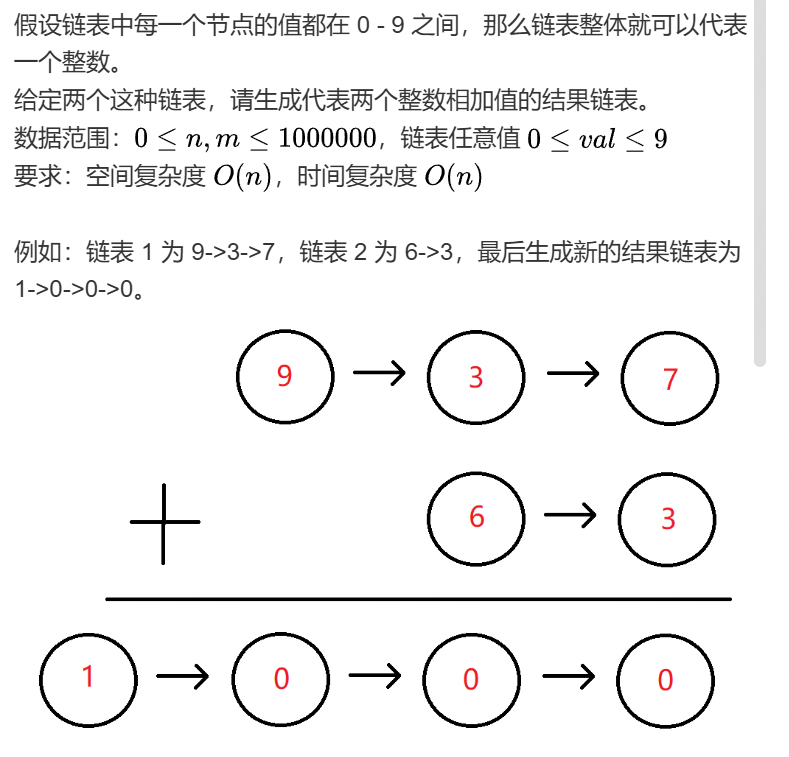 假设链表中每一个节点的值都在 0 - 9 之间，那么链表整体就可以代表
一个整数。
给定两个这种链表，请生成代表两个整数相加值的结果链表。
数据范围：0 ≤ n, m ≤ 1000000，链表任意值 0 ≤ val ≤ 9
要求：空间复杂度 O(n)，时间复杂度 O(n)
例如：链表 1 为 9->3->7，链表 2 为 6->3，最后生成新的结果链表为
1->0->0->0。
9 → 3 → 7
+ 6 → 3
1 → 0 → 0 → 0